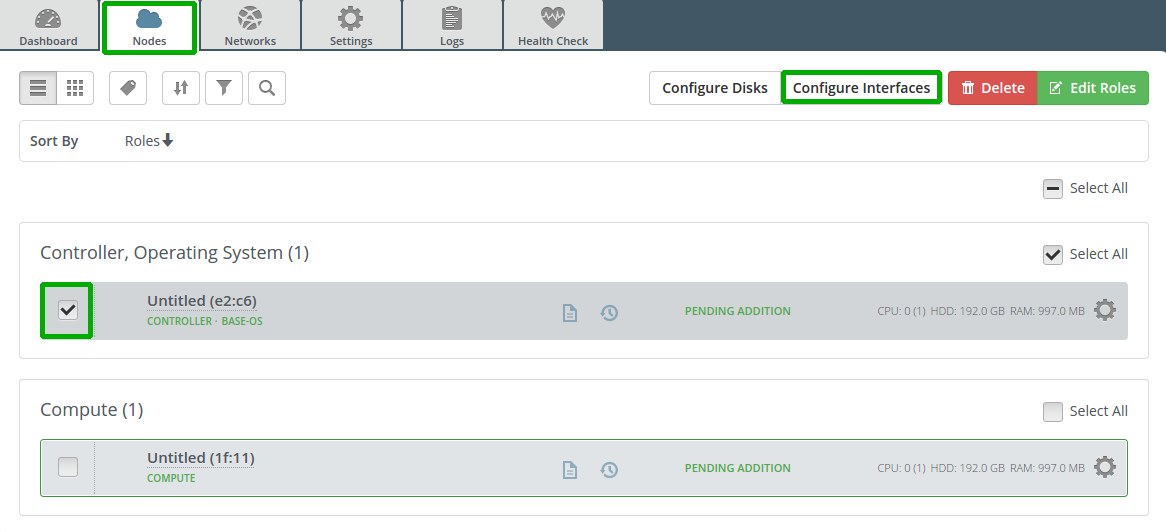 Dashboard
Nodes
Networks
Settings
Logs
Health Check
Configure Disks
Configure Interfaces
Delete
Edit Roles
Sort By
Roles
Select All
Controller, Operating System (1)
Select All
Untitled (e2:c6)
CONTROLLER · BASE-OS
PENDING ADDITION
CPU: 0 (1) HDD: 192.0 GB RAM: 997.0 MB
Compute (1)
Select All
Untitled (1f:11)
COMPUTE
PENDING ADDITION
CPU: 0 (1) HDD: 192.0 GB RAM: 997.0 MB